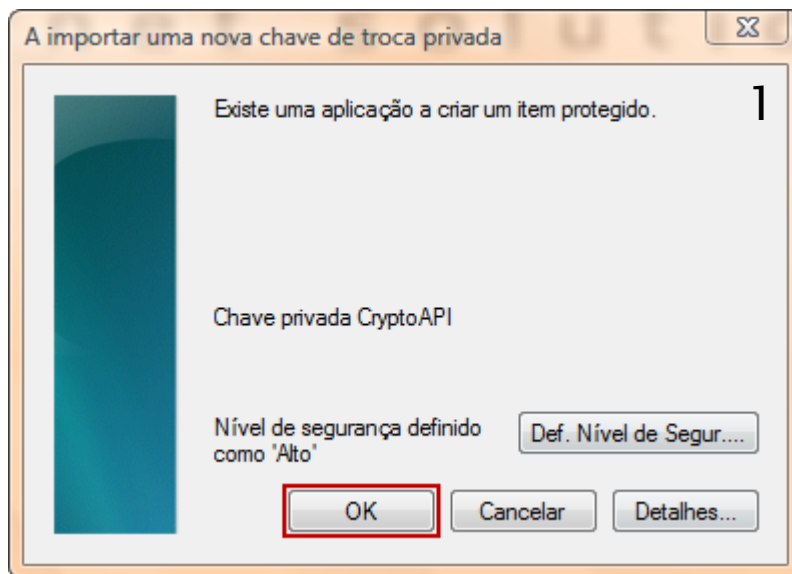 A importar uma nova chave de troca privada
Existe uma aplicação a criar um item protegido.
1
Chave privada CryptoAPI
Nível de segurança definido
como 'Alto'
Def. Nível de Segur....
OK
Cancelar
Detalhes...